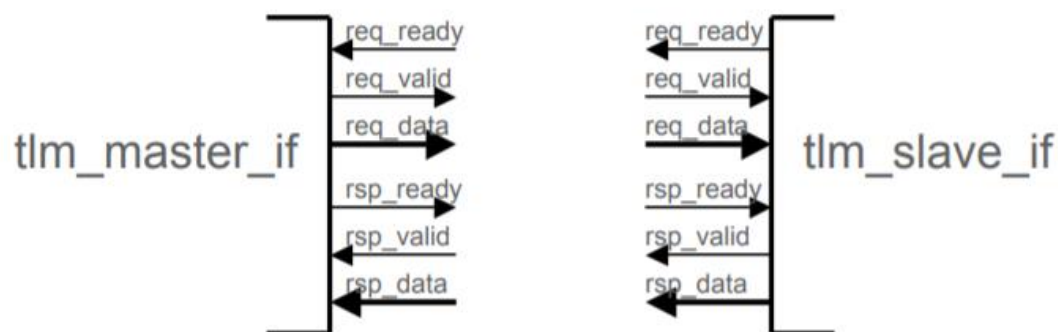 req_ready
req_valid
req_data
tlm_master_if
rsp_ready
rsp_valid
rsp_data
req_ready
req_valid
req_data
tlm_slave_if
rsp_ready
rsp_valid
rsp_data